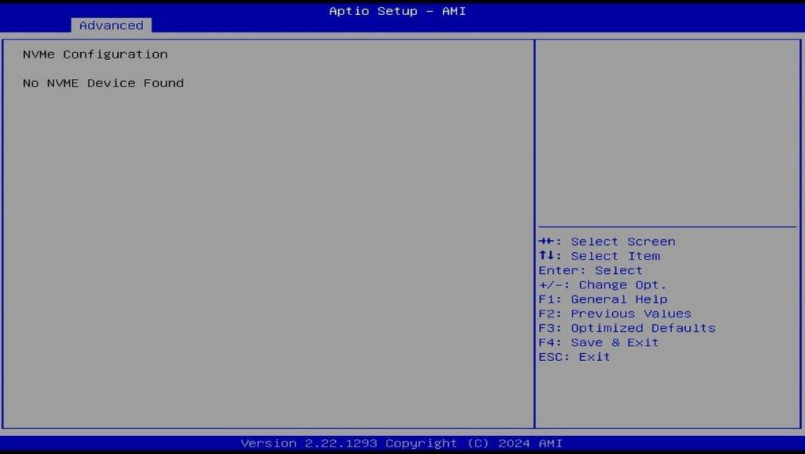 Aptio Setup - AMI
Advanced
NVMe Configuration
No NVME Device Found
→←: Select Screen
↑↓: Select Item
Enter: Select
+/-: Change Opt.
F1: General Help
F2: Previous Values
F3: Optimized Defaults
F4: Save & Exit
ESC: Exit
Version 2.22.1293 Copyright (C) 2024 AMI